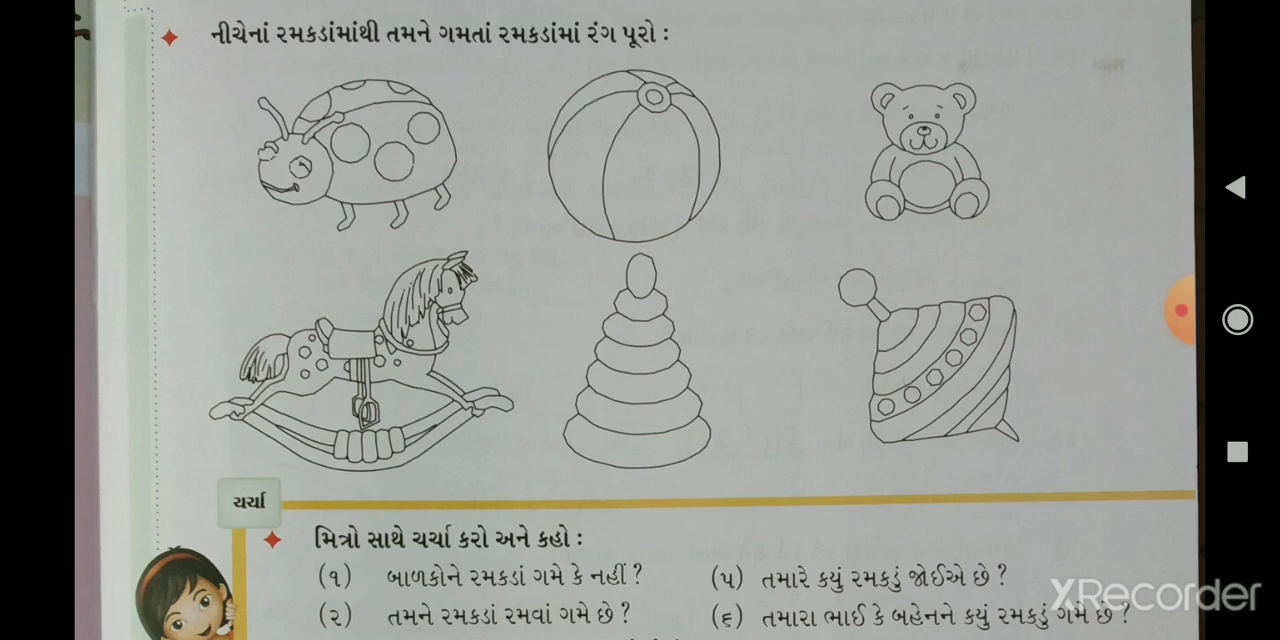 નીચેનાં રમકડાંમાંથી તમને ગમતાં રમકડાંમાં રંગ પૂરો :
ચર્ચા
મિત્રો સાથે ચર્ચા કરો અને કહો :
(૧) બાળકોને રમકડાં ગમે કે નહીં ?
(૫) તમારે કયું રમકડું જોઈએ છે ?
(૨) તમને રમકડાં રમવાં ગમે છે ?
(૬) તમારા ભાઈ કે બહેનને કયું રમકડું ગમે છે ?
XRecorder